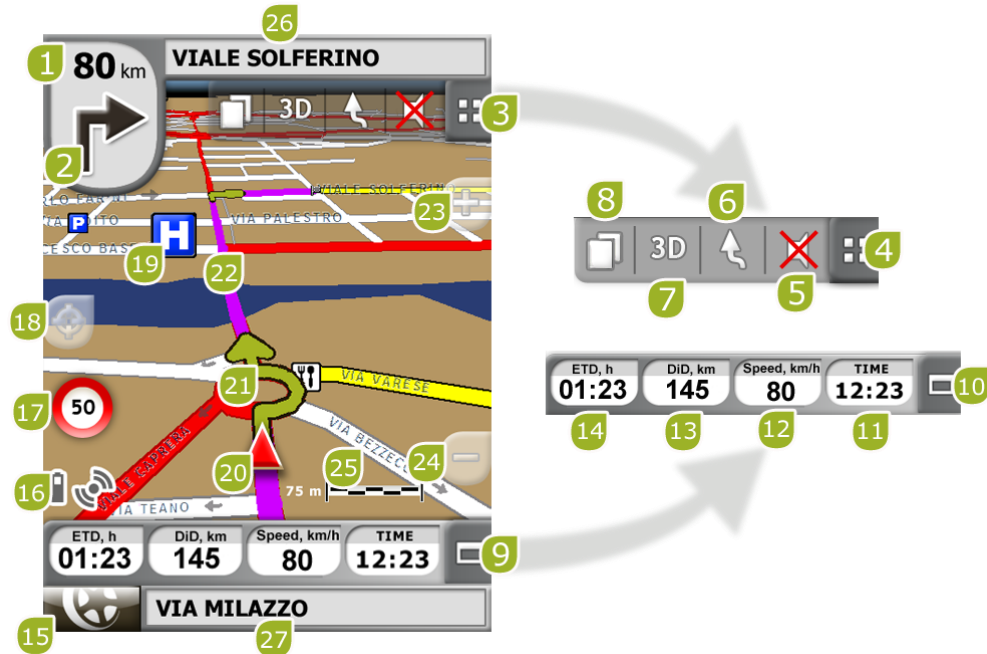 26
1
80 km
VIALE SOLFERINO
2
3D
3
VIALE SOLFERINO
23
P
H
19
VIA PALESTRO
22
18
21
VIA VARESE
17
50
VIALE CAPRERA
20
25
24
75 m
16
VIA TEANO
ETD, h
01:23
DiD, km
145
Speed, km/h
80
TIME
12:23
9
15
VIA MILAZZO
27
8
6
3D
4
7
5
ETD, h
01:23
DiD, km
145
Speed, km/h
80
TIME
12:23
10
14
13
12
11